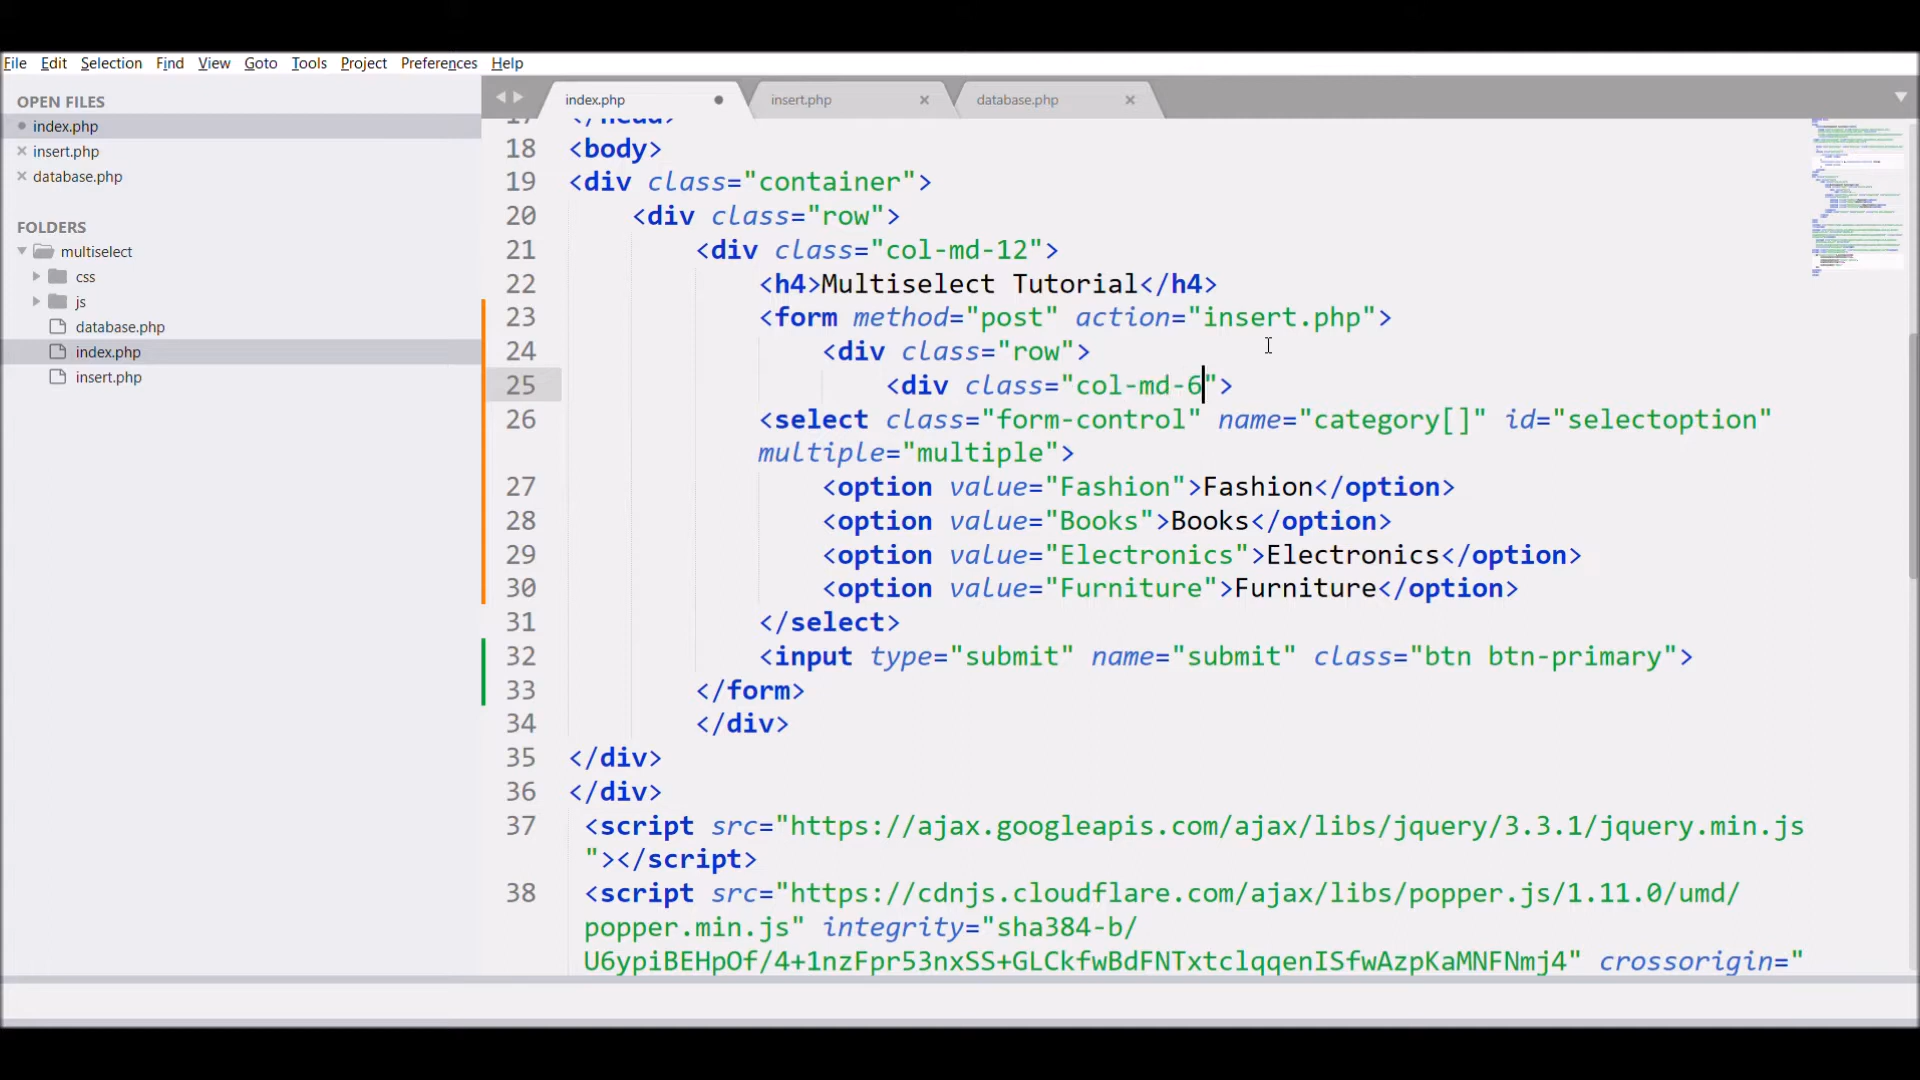 File Edit Selection Find View Goto Tools Project Preferences Help
OPEN FILES
index.php
insert.php
database.php
FOLDERS
multiselect
css
js
database.php
index.php
insert.php
index.php insert.php database.php
17 </head>
18 <body>
19 <div class="container">
20 <div class="row">
21 <div class="col-md-12">
22 <h4>Multiselect Tutorial</h4>
23 <form method="post" action="insert.php">
24 <div class="row">
25 <div class="col-md-6">
26 <select class="form-control" name="category[]" id="selectoption"
multiple="multiple">
27 <option value="Fashion">Fashion</option>
28 <option value="Books">Books</option>
29 <option value="Electronics">Electronics</option>
30 <option value="Furniture">Furniture</option>
31 </select>
32 <input type="submit" name="submit" class="btn btn-primary">
33 </form>
34 </div>
35 </div>
36 </div>
37 <script src="https://ajax.googleapis.com/ajax/libs/jquery/3.3.1/jquery.min.js
"></script>
38 <script src="https://cdnjs.cloudflare.com/ajax/libs/popper.js/1.11.0/umd/
popper.min.js" integrity="sha384-b/
U6ypiBEHpOf/4+1nzFpr53nxSS+GLCkfwBdFNTxtclqqenISfwAzpKaMNFNmj4" crossorigin="